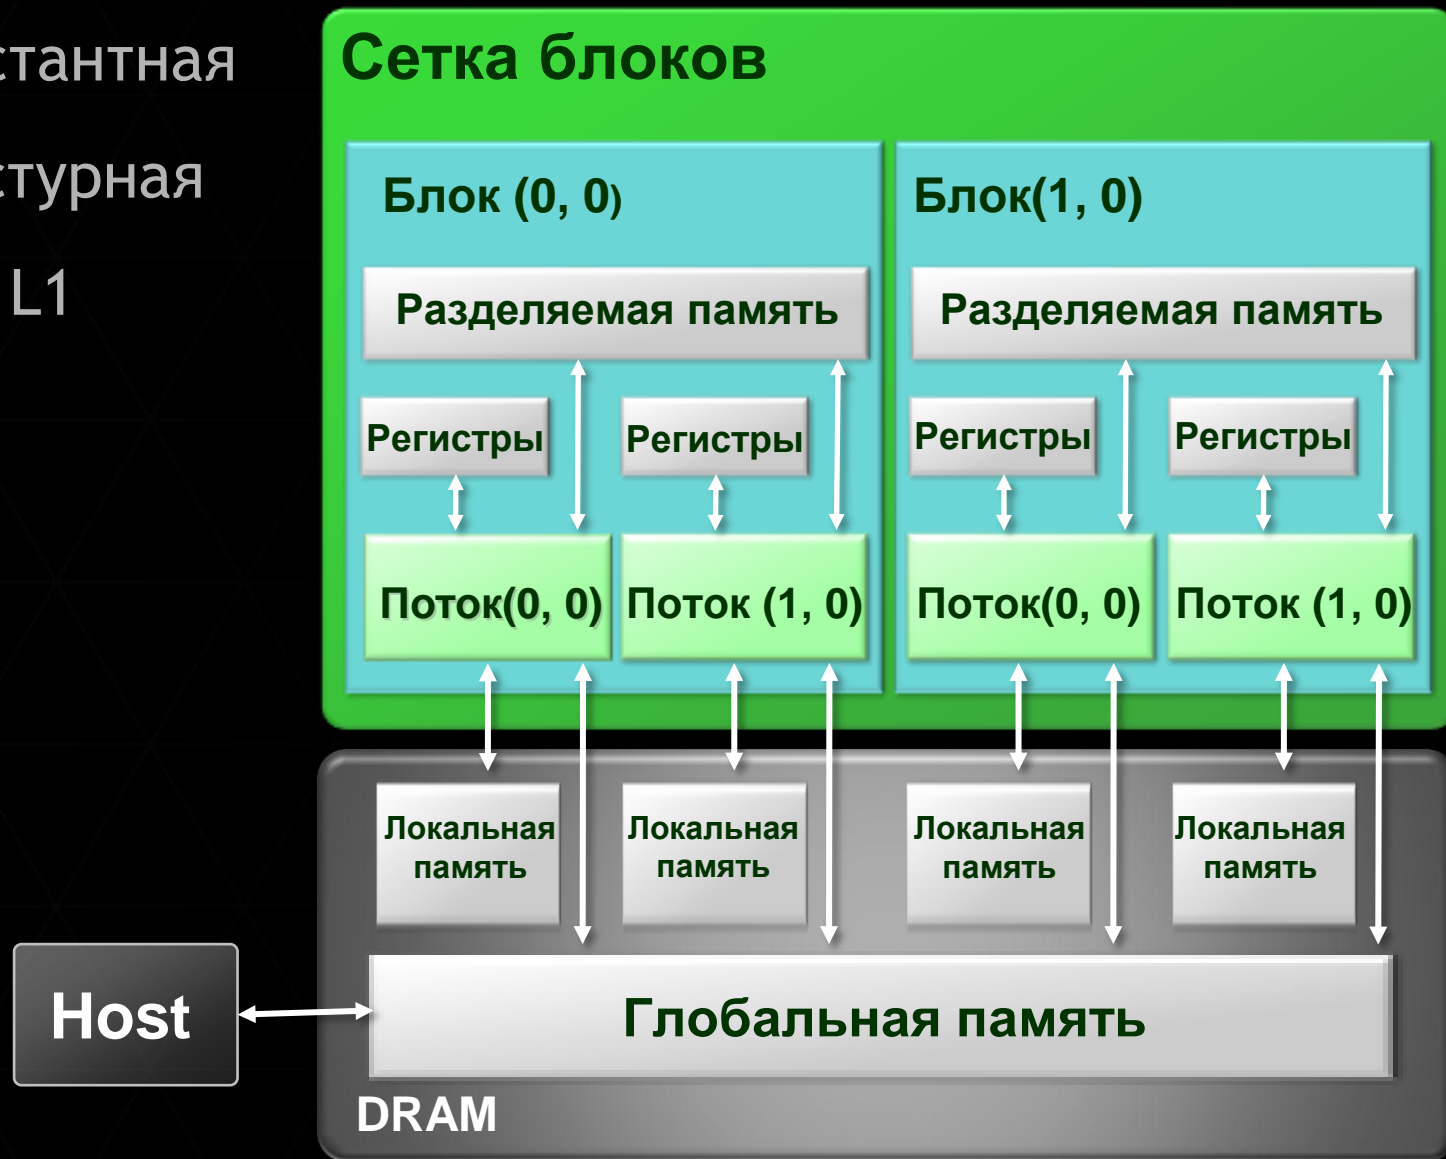 стантная
стурная
L1
Сетка блоков
Блок (0, 0)
Блок(1, 0)
Разделяемая память
Разделяемая память
Регистры
Регистры
Регистры
Регистры
Поток(0, 0)
Поток (1, 0)
Поток(0, 0)
Поток (1, 0)
Локальная
память
Локальная
память
Локальная
память
Локальная
память
Host
Глобальная память
DRAM